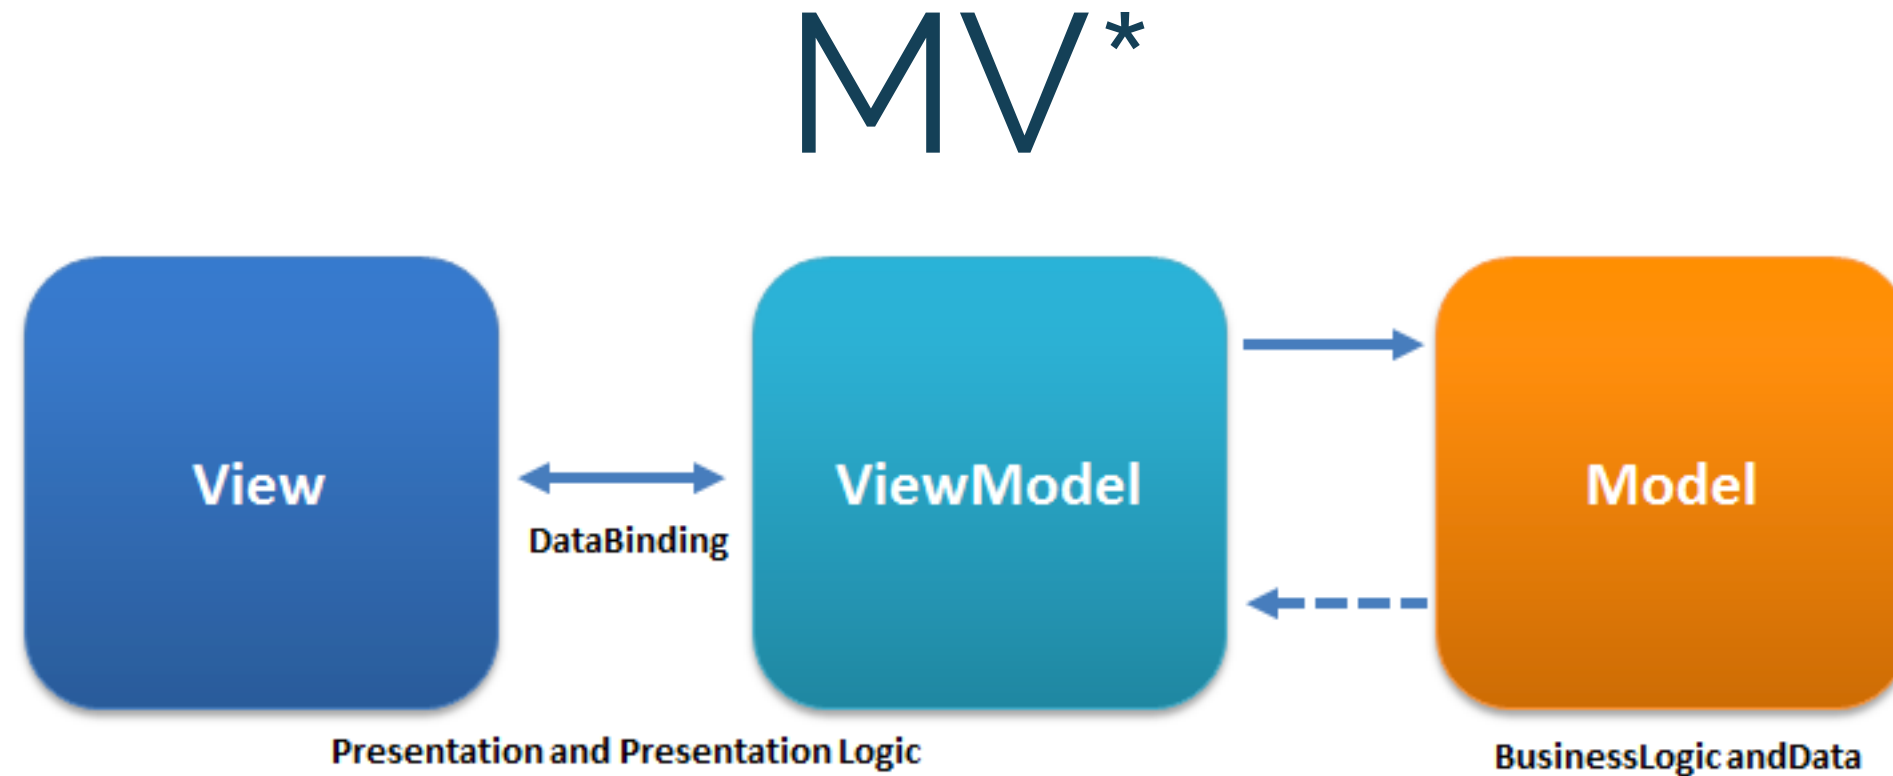 MV*
View
DataBinding
ViewModel
Model
Presentation and Presentation Logic
BusinessLogic andData